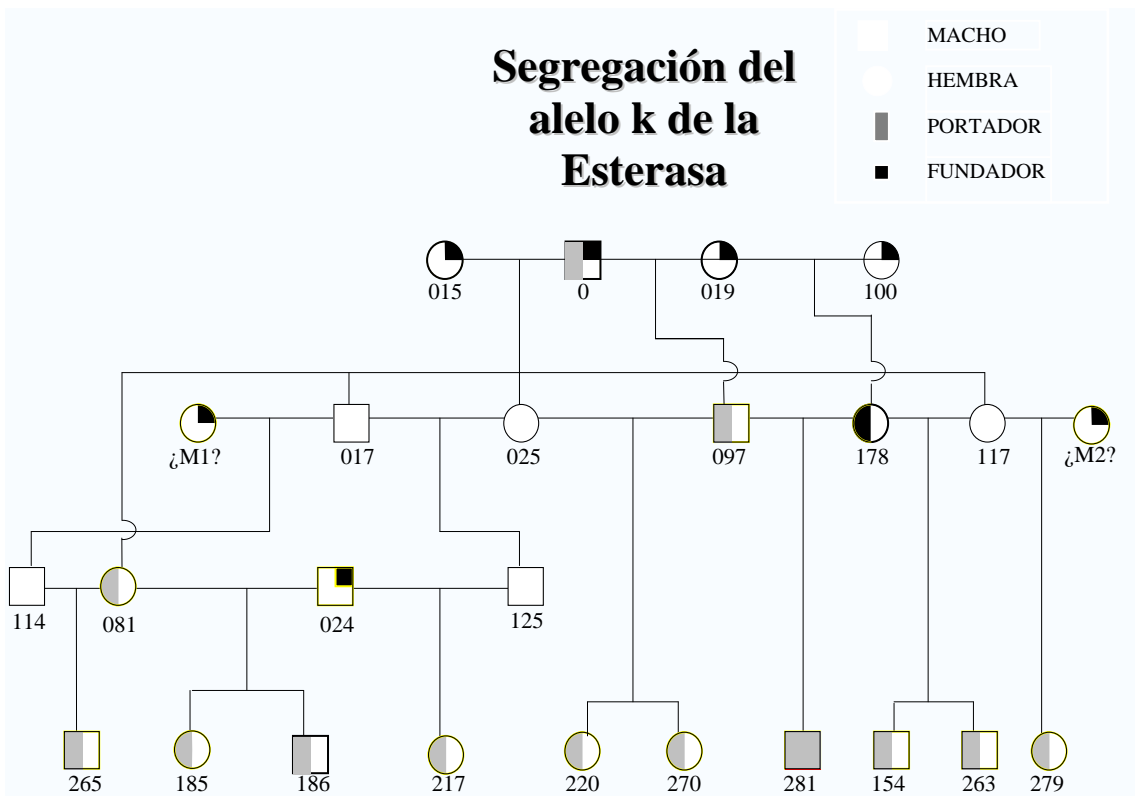 Segregación del
alelo k de la
Esterasa
MACHO
HEMBRA
PORTADOR
FUNDADOR
015
0
019
100
¿M1?
017
025
097
178
117
¿M2?
114
081
024
125
265
185
186
217
220
270
281
154
263
279